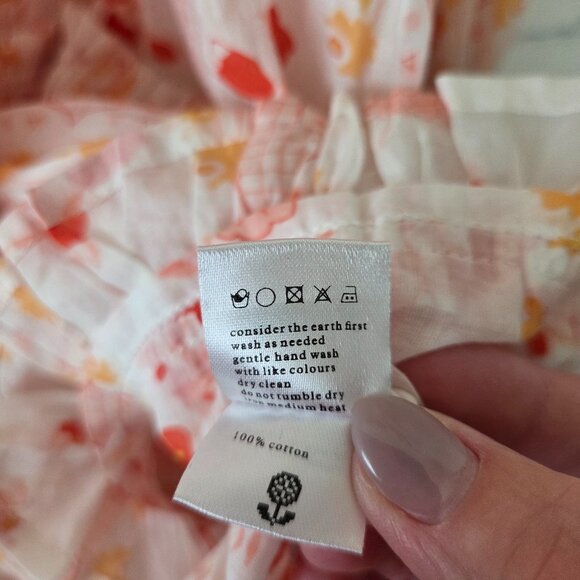 consider the earth first
wash as needed
gentle hand wash
with like colours
dry clean
do not tumble dry
iron medium heat
100% cotton